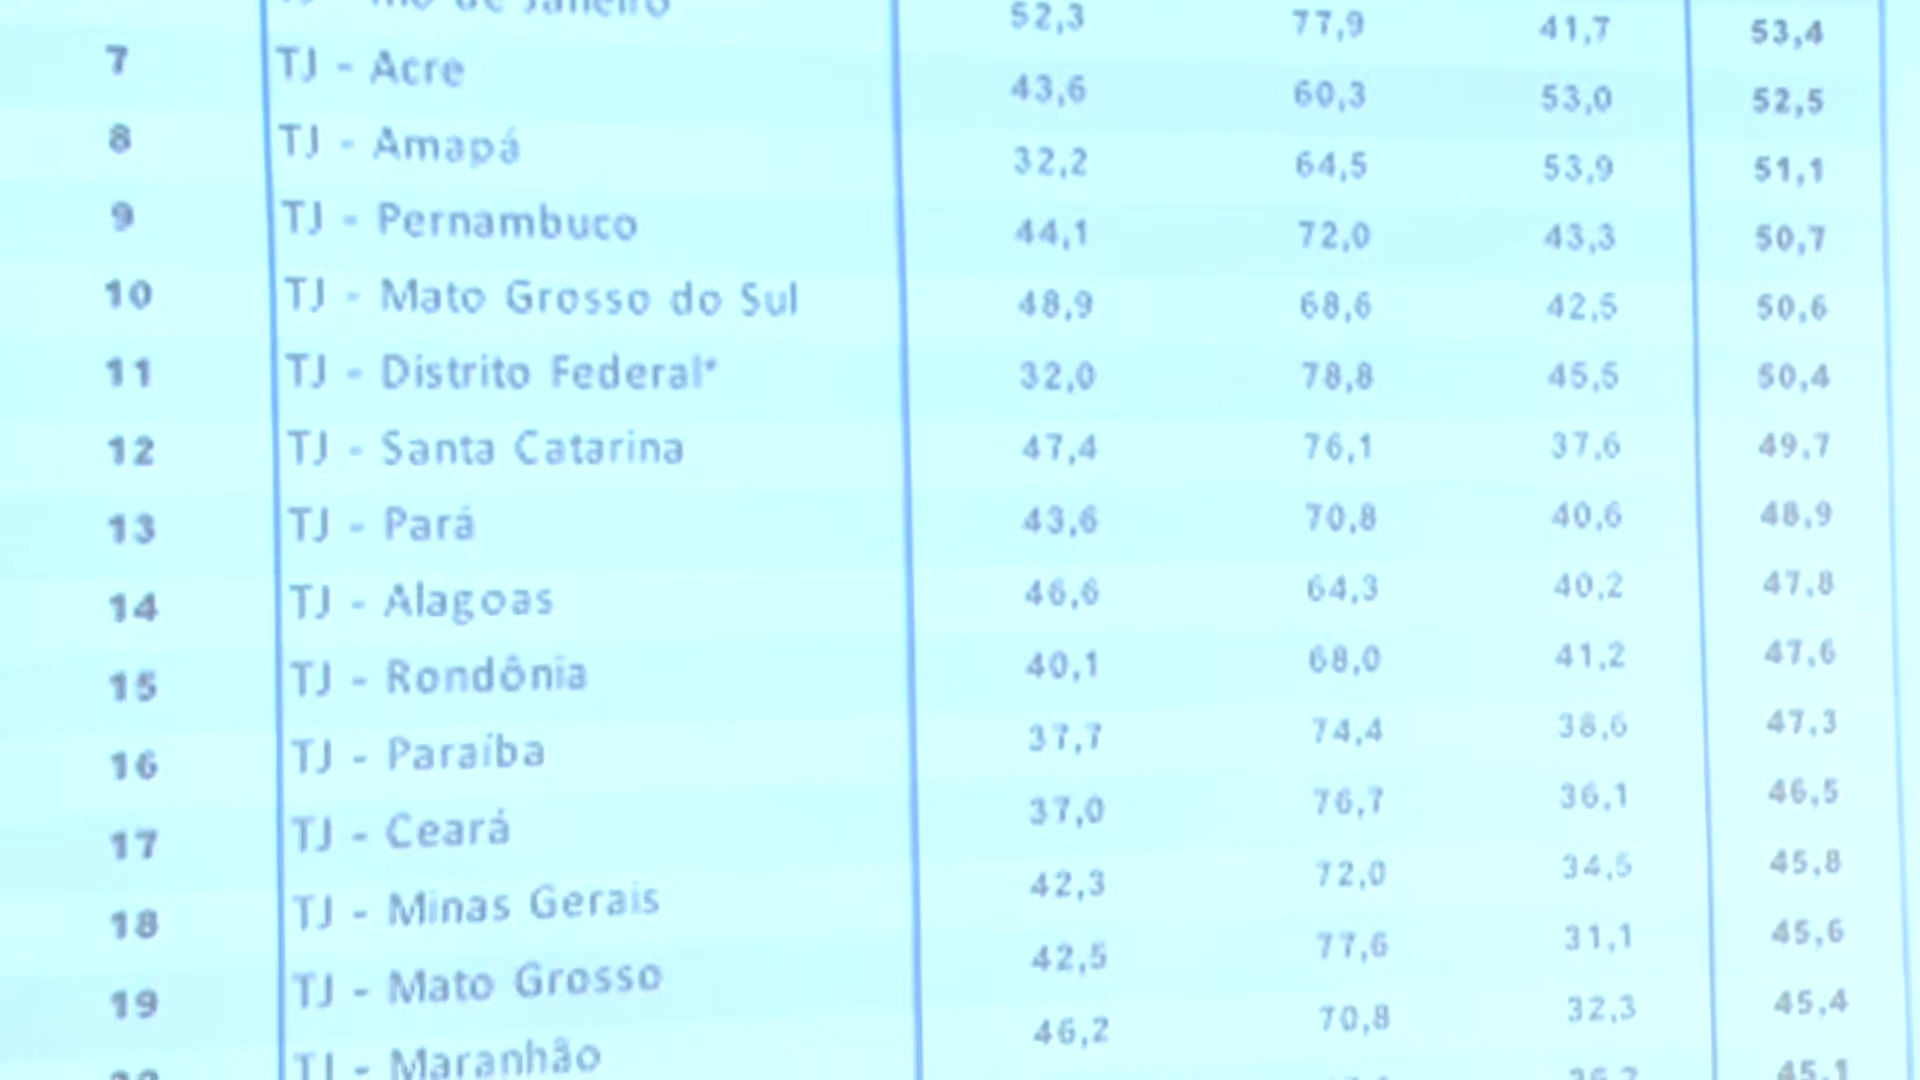 Janeiro 52,3 77,9 41,7 53,4
7 TJ - Acre 43,6 60,3 53,0 52,5
8 TJ - Amapá 32,2 64,5 53,9 51,1
9 TJ - Pernambuco 44,1 72,0 43,3 50,7
10 TJ - Mato Grosso do Sul 48,9 68,6 42,5 50,6
11 TJ - Distrito Federal* 32,0 78,8 45,5 50,4
12 TJ - Santa Catarina 47,4 76,1 37,6 49,7
13 TJ - Pará 43,6 70,8 40,6 48,9
14 TJ - Alagoas 46,6 64,3 40,2 47,8
15 TJ - Rondônia 40,1 68,0 41,2 47,6
16 TJ - Paraíba 37,7 74,4 38,6 47,3
17 TJ - Ceará 37,0 76,7 36,1 46,5
18 TJ - Minas Gerais 42,3 72,0 34,5 45,8
19 TJ - Mato Grosso 42,5 77,6 31,1 45,6
TJ - Maranhão 46,2 70,8 32,3 45,4
45,1